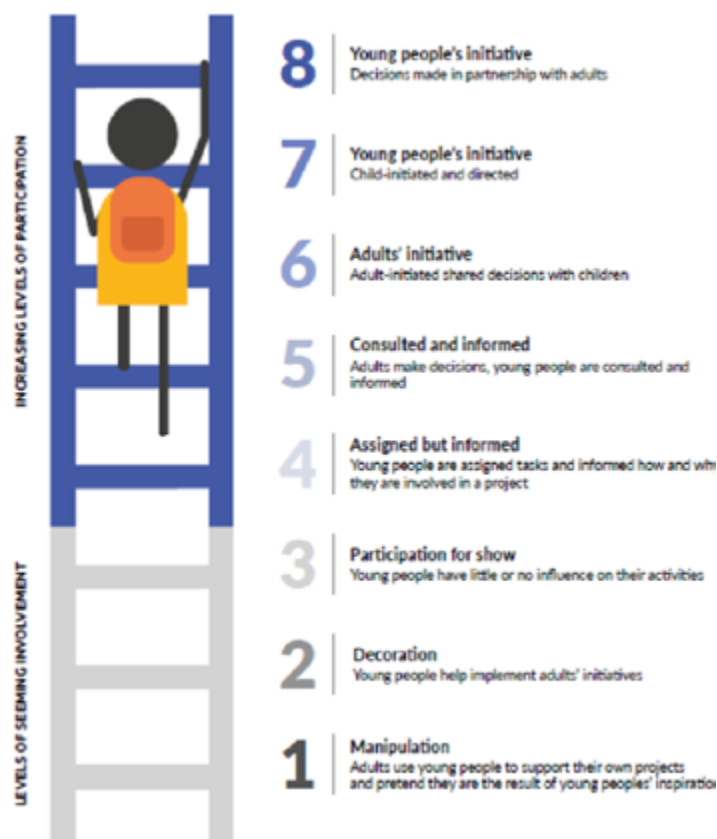 INCREASING LEVELS OF PARTICIPATION
8
Young people's initiative
Decisions made in partnership with adults
7
Young people's initiative
Child-initiated and directed
6
Adults' initiative
Adult-initiated shared decisions with children
5
Consulted and informed
Adults make decisions, young people are consulted and
informed
4
Assigned but informed
Young people are assigned tasks and informed how and why
they are involved in a project
LEVELS OF SEEMING INVOLVEMENT
3
Participation for show
Young people have little or no influence on their activities
2
Decoration
Young people help implement adults' initiatives
1
Manipulation
Adults use young people to support their own projects
and pretend they are the result of young peoples' inspiration